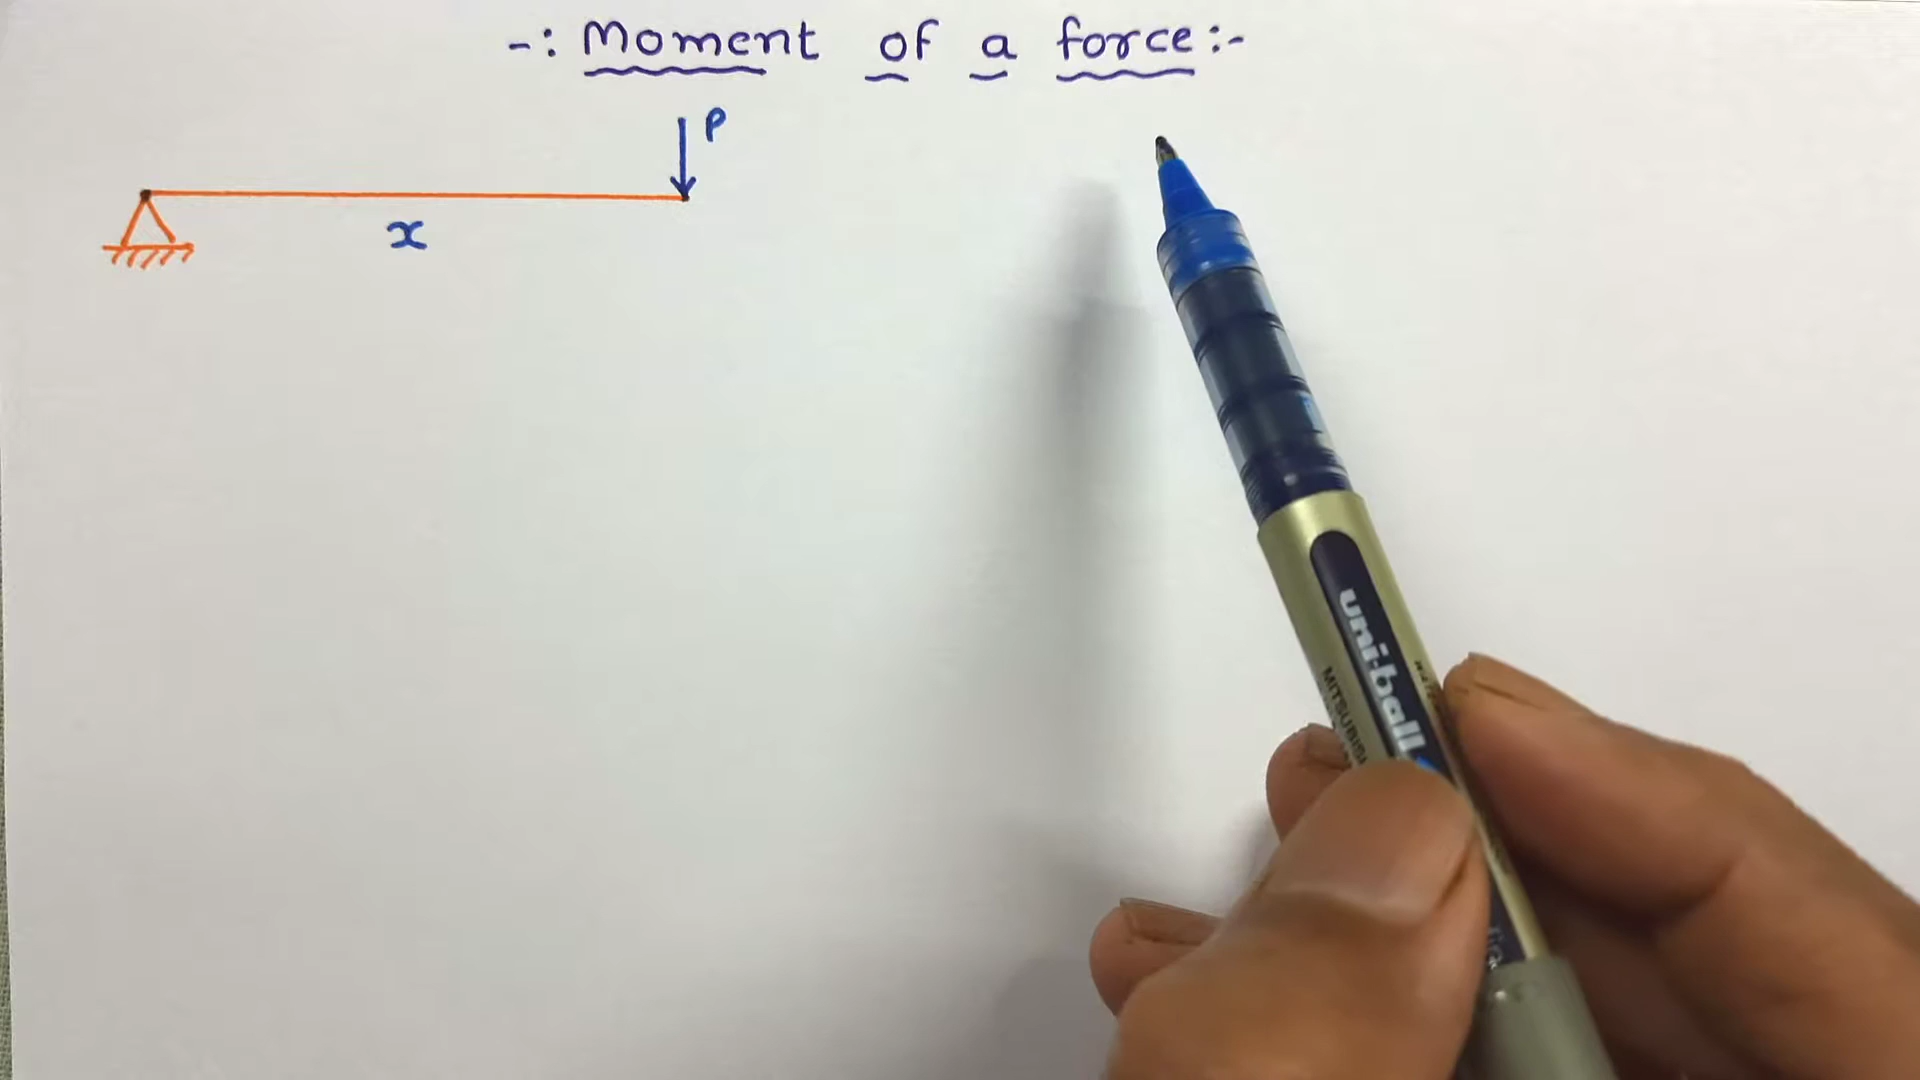 -: Moment of a force:-
P
x
uni-ball
MITSUBISHI